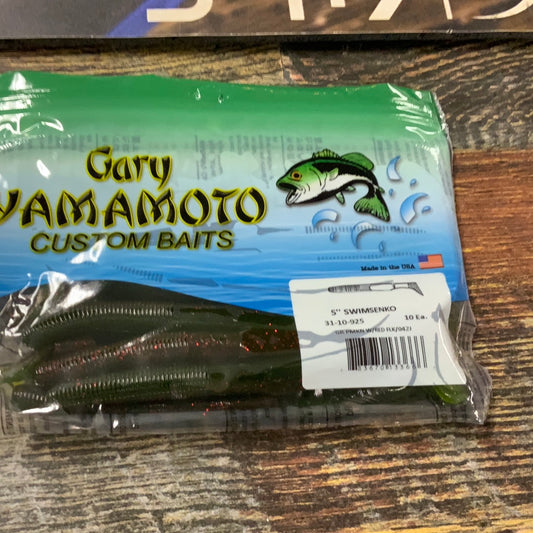 Gary
YAMAMOTO
CUSTOM BAITS
Made in the USA
5" SWIMSENKO
31-10-925 10 Ea.